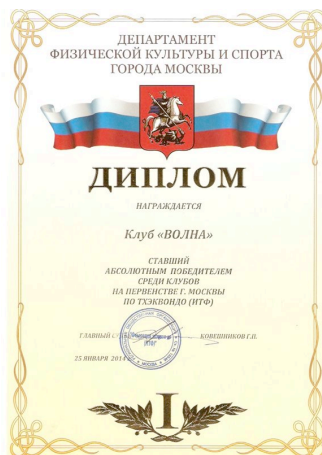 ДЕПАРТАМЕНТ
ФИЗИЧЕСКОЙ КУЛЬТУРЫ И СПОРТА
ГОРОДА МОСКВЫ
ДИПЛОМ
НАГРАЖДАЕТСЯ
Клуб «ВОЛНА»
СТАВШИЙ
АБСОЛЮТНЫМ ПОБЕДИТЕЛЕМ
СРЕДИ КЛУБОВ
НА ПЕРВЕНСТВЕ Г. МОСКВЫ
ПО ТХЭКВОНДО (ИТФ)
ГЛАВНЫЙ КОВЕШНИКОВ Г.П.
25 ЯНВАРЯ
I